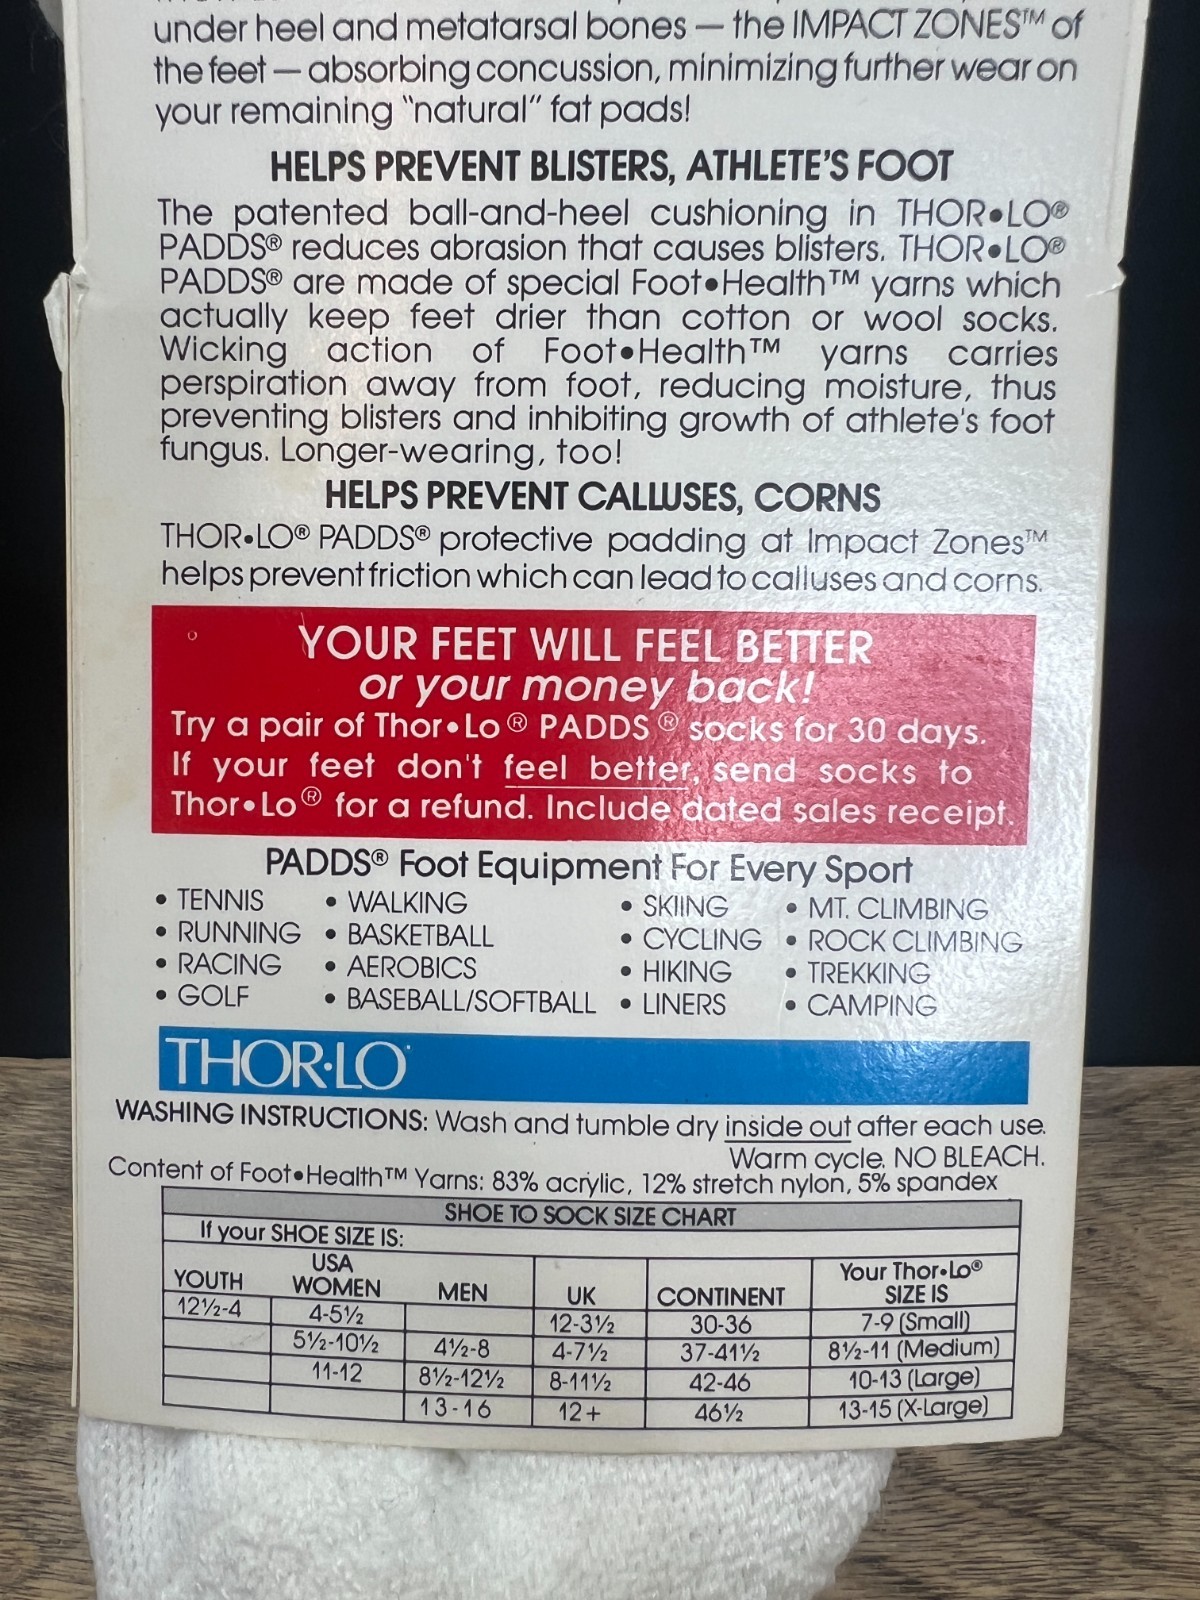 under heel and metatarsal bones — the IMPACT ZONES™ of
the feet — absorbing concussion, minimizing further wear on
your remaining "natural" fat pads!
HELPS PREVENT BLISTERS, ATHLETE'S FOOT
The patented ball-and-heel cushioning in THOR•LO®
PADDS® reduces abrasion that causes blisters. THOR•LO®
PADDS® are made of special Foot•Health™ yarns which
actually keep feet drier than cotton or wool socks.
Wicking action of Foot•Health™ yarns carries
perspiration away from foot, reducing moisture, thus
preventing blisters and inhibiting growth of athlete's foot
fungus. Longer-wearing, too!
HELPS PREVENT CALLUSES, CORNS
THOR•LO® PADDS® protective padding at Impact Zones™
helps prevent friction which can lead to calluses and corns.
YOUR FEET WILL FEEL BETTER
or your money back!
Try a pair of Thor•Lo® PADDS® socks for 30 days.
If your feet don't feel better, send socks to
Thor•Lo® for a refund. Include dated sales receipt.
PADDS® Foot Equipment For Every Sport
• TENNIS • WALKING • SKIING • MT. CLIMBING
• RUNNING • BASKETBALL • CYCLING • ROCK CLIMBING
• RACING • AEROBICS • HIKING • TREKKING
• GOLF • BASEBALL/SOFTBALL • LINERS • CAMPING
THOR·LO
WASHING INSTRUCTIONS: Wash and tumble dry inside out after each use.
Warm cycle. NO BLEACH.
Content of Foot•Health™ Yarns: 83% acrylic, 12% stretch nylon, 5% spandex
SHOE TO SOCK SIZE CHART
If your SHOE SIZE IS:
USA Your Thor•Lo®
YOUTH WOMEN MEN UK CONTINENT SIZE IS
12½-4 4-5½ 12-3½ 30-36 7-9 (Small)
5½-10½ 4½-8 4-7½ 37-41½ 8½-11 (Medium)
11-12 8½-12½ 8-11½ 42-46 10-13 (Large)
13-16 12+ 46½ 13-15 (X-Large)